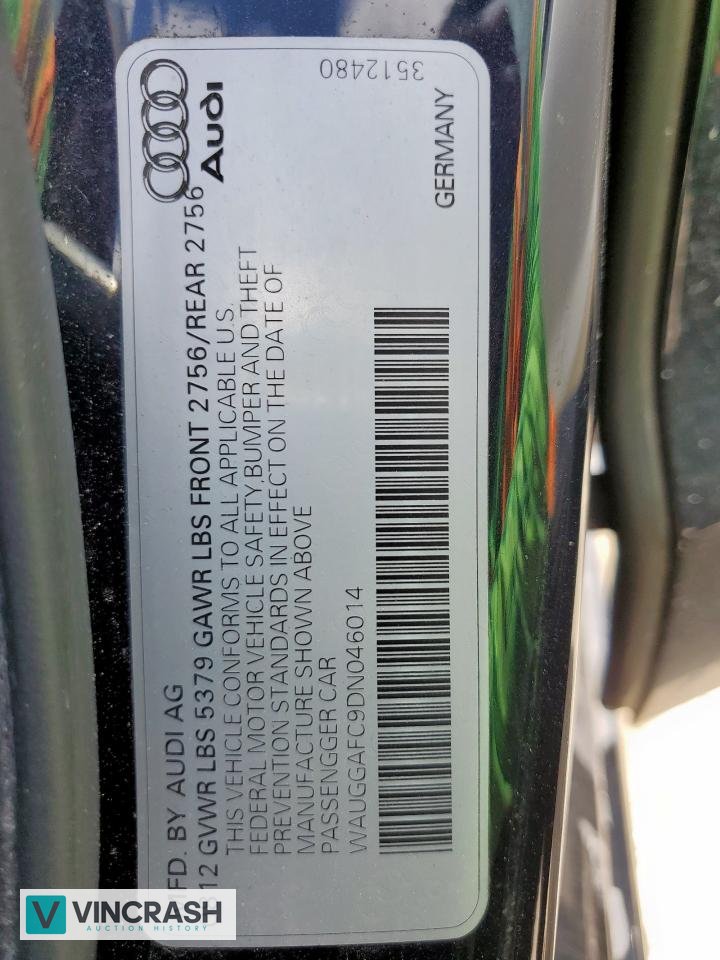 Audi
3512480
GERMANY
MFD. BY AUDI AG
GVWR LBS 5379 GAWR LBS FRONT 2756/REAR 2756
THIS VEHICLE CONFORMS TO ALL APPLICABLE U.S.
FEDERAL MOTOR VEHICLE SAFETY,BUMPER AND THEFT
PREVENTION STANDARDS IN EFFECT ON THE DATE OF
MANUFACTURE SHOWN ABOVE
PASSENGGER CAR
WAUGGAFC9DN046014
V VINCRASH
AUCTION HISTORY